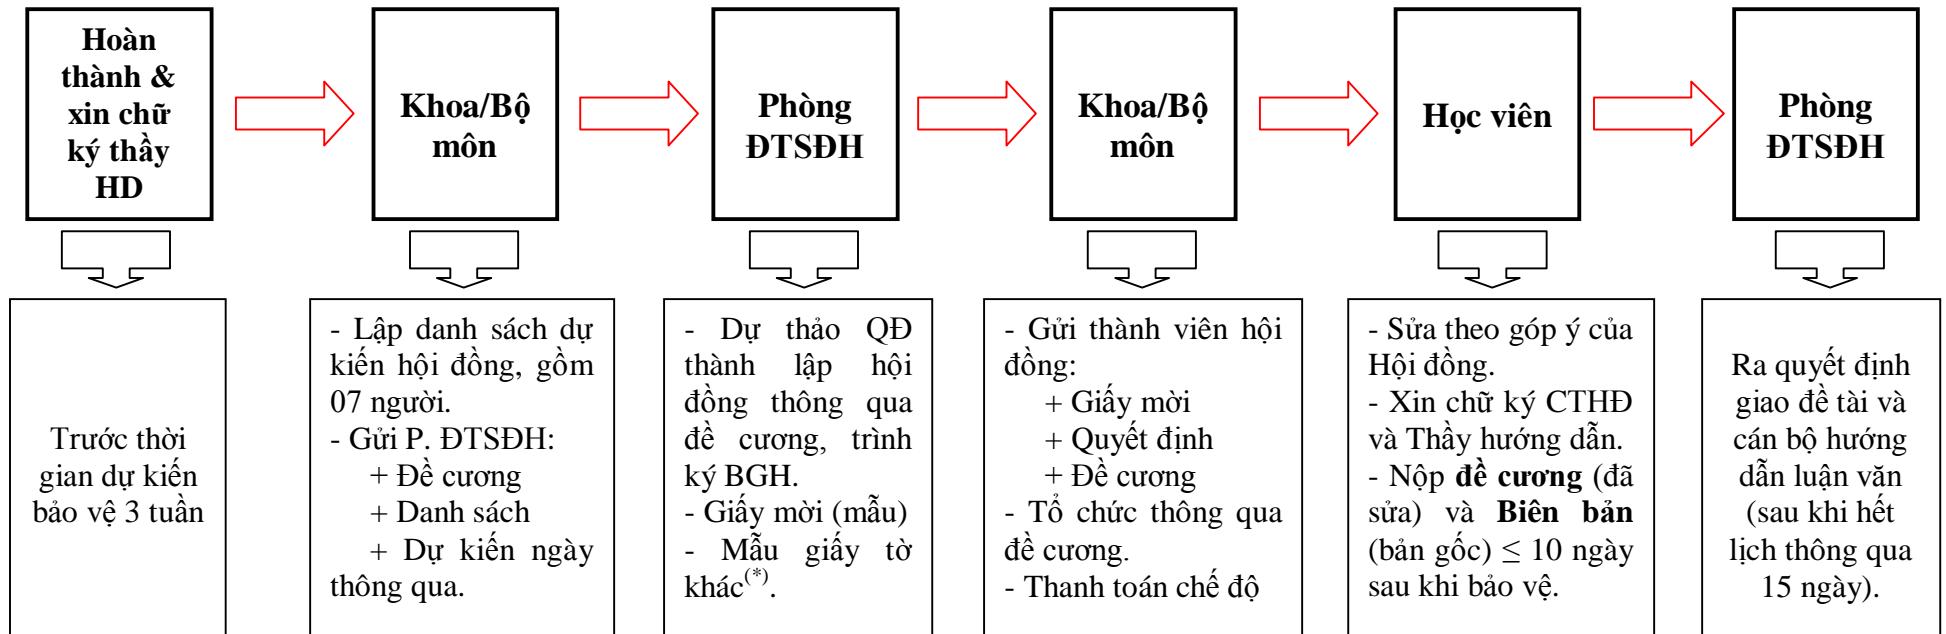 Hoàn
thành &
xin chữ
ký thầy
HD
Khoa/Bộ
môn
Phòng
ĐTSĐH
Khoa/Bộ
môn
Học viên
Phòng
ĐTSĐH
Trước thời
gian dự kiến
bảo vệ 3 tuần
- Lập danh sách dự
kiến hội đồng, gồm
07 người.
- Gửi P. ĐTSĐH:
+ Đề cương
+ Danh sách
+ Dự kiến ngày
thông qua.
- Dự thảo QĐ
thành lập hội
đồng thông qua
đề cương, trình
ký BGH.
- Giấy mời (mẫu)
- Mẫu giấy tờ
khác(*).
- Gửi thành viên hội
đồng:
+ Giấy mời
+ Quyết định
+ Đề cương
- Tổ chức thông qua
đề cương.
- Thanh toán chế độ
- Sửa theo góp ý của
Hội đồng.
- Xin chữ ký CTHĐ
và Thầy hướng dẫn.
- Nộp đề cương (đã
sửa) và Biên bản
(bản gốc) ≤ 10 ngày
sau khi bảo vệ.
Ra quyết định
giao đề tài và
cán bộ hướng
dẫn luận văn
(sau khi hết
lịch thông qua
15 ngày).